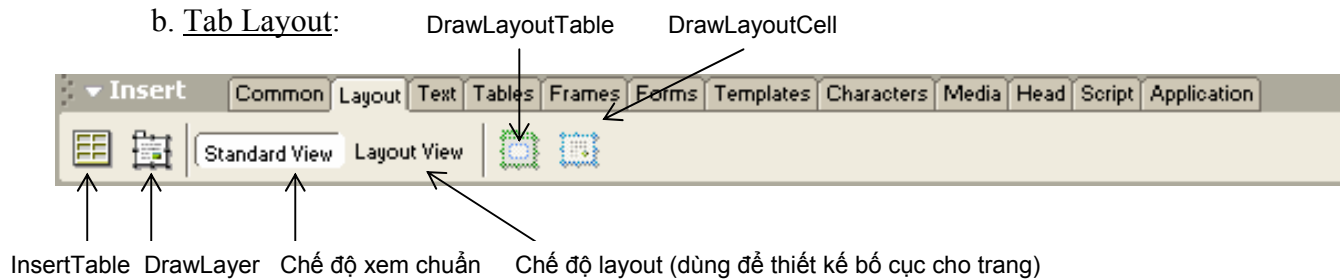 b. Tab Layout: DrawLayoutTable DrawLayoutCell
Insert Common Layout Text Tables Frames Forms Templates Characters Media Head Script Application
Standard View Layout View
InsertTable DrawLayer Chế độ xem chuẩn Chế độ layout (dùng để thiết kế bố cục cho trang)